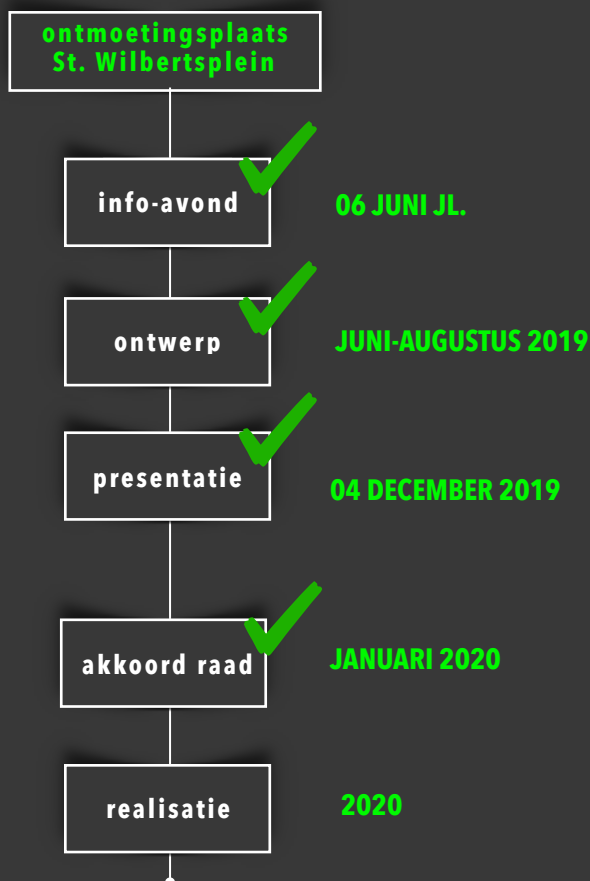 ontmoetingsplaats
St. Wilbertsplein
info-avond
06 JUNI JL.
ontwerp
JUNI-AUGUSTUS 2019
presentatie
04 DECEMBER 2019
akkoord raad
JANUARI 2020
realisatie
2020